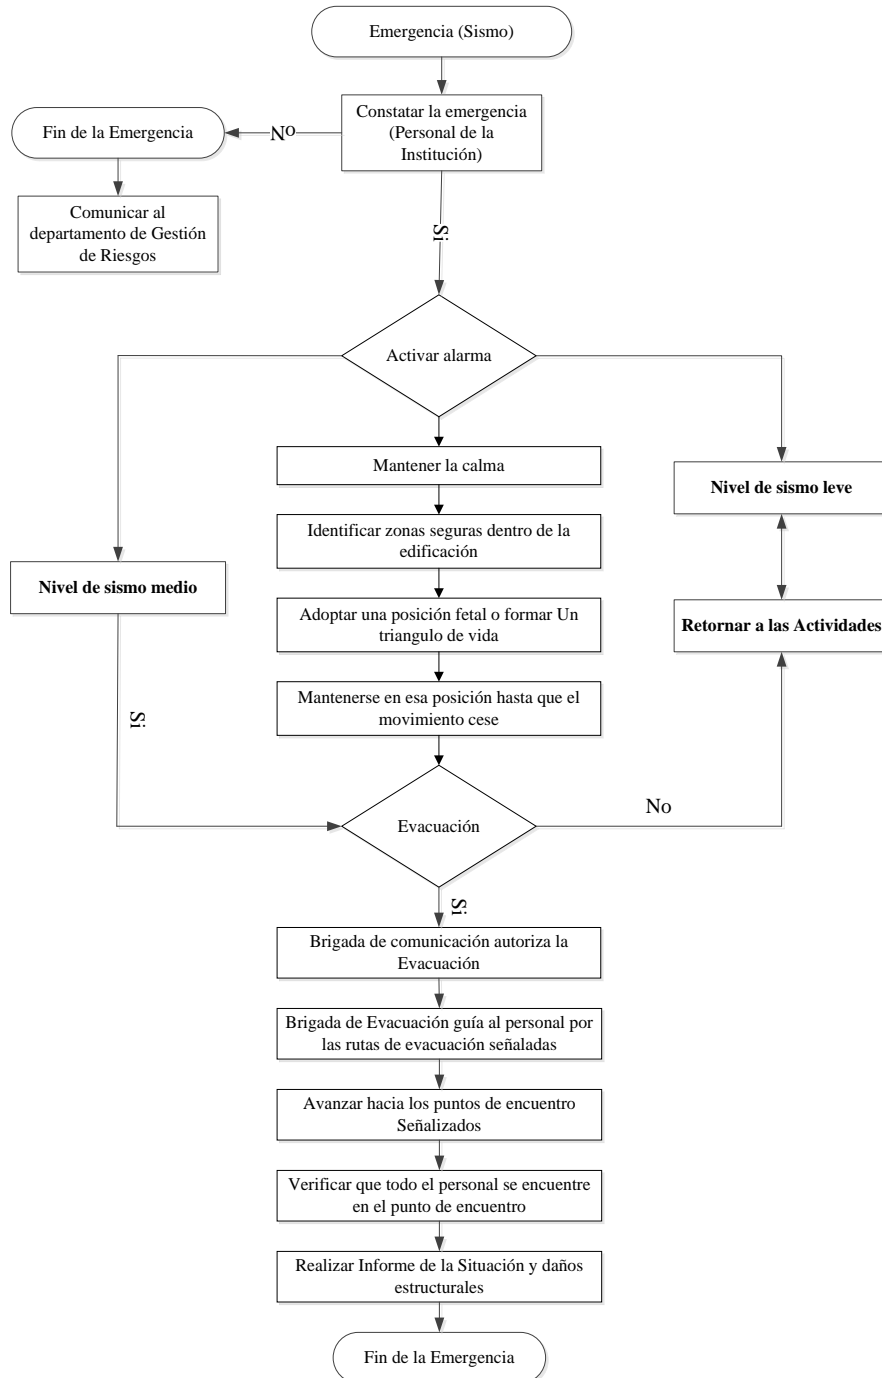 Emergencia (Sismo)
Constatar la emergencia
(Personal de la
Institución)
No
Fin de la Emergencia
Comunicar al
departamento de Gestión
de Riesgos
Si
Activar alarma
Mantener la calma
Nivel de sismo leve
Identificar zonas seguras dentro de la
edificación
Nivel de sismo medio
Adoptar una posición fetal o formar Un
triangulo de vida
Retornar a las Actividades
Mantenerse en esa posición hasta que el
movimiento cese
Si
Evacuación
No
Si
Brigada de comunicación autoriza la
Evacuación
Brigada de Evacuación guía al personal por
las rutas de evacuación señaladas
Avanzar hacia los puntos de encuentro
Señalizados
Verificar que todo el personal se encuentre
en el punto de encuentro
Realizar Informe de la Situación y daños
estructurales
Fin de la Emergencia